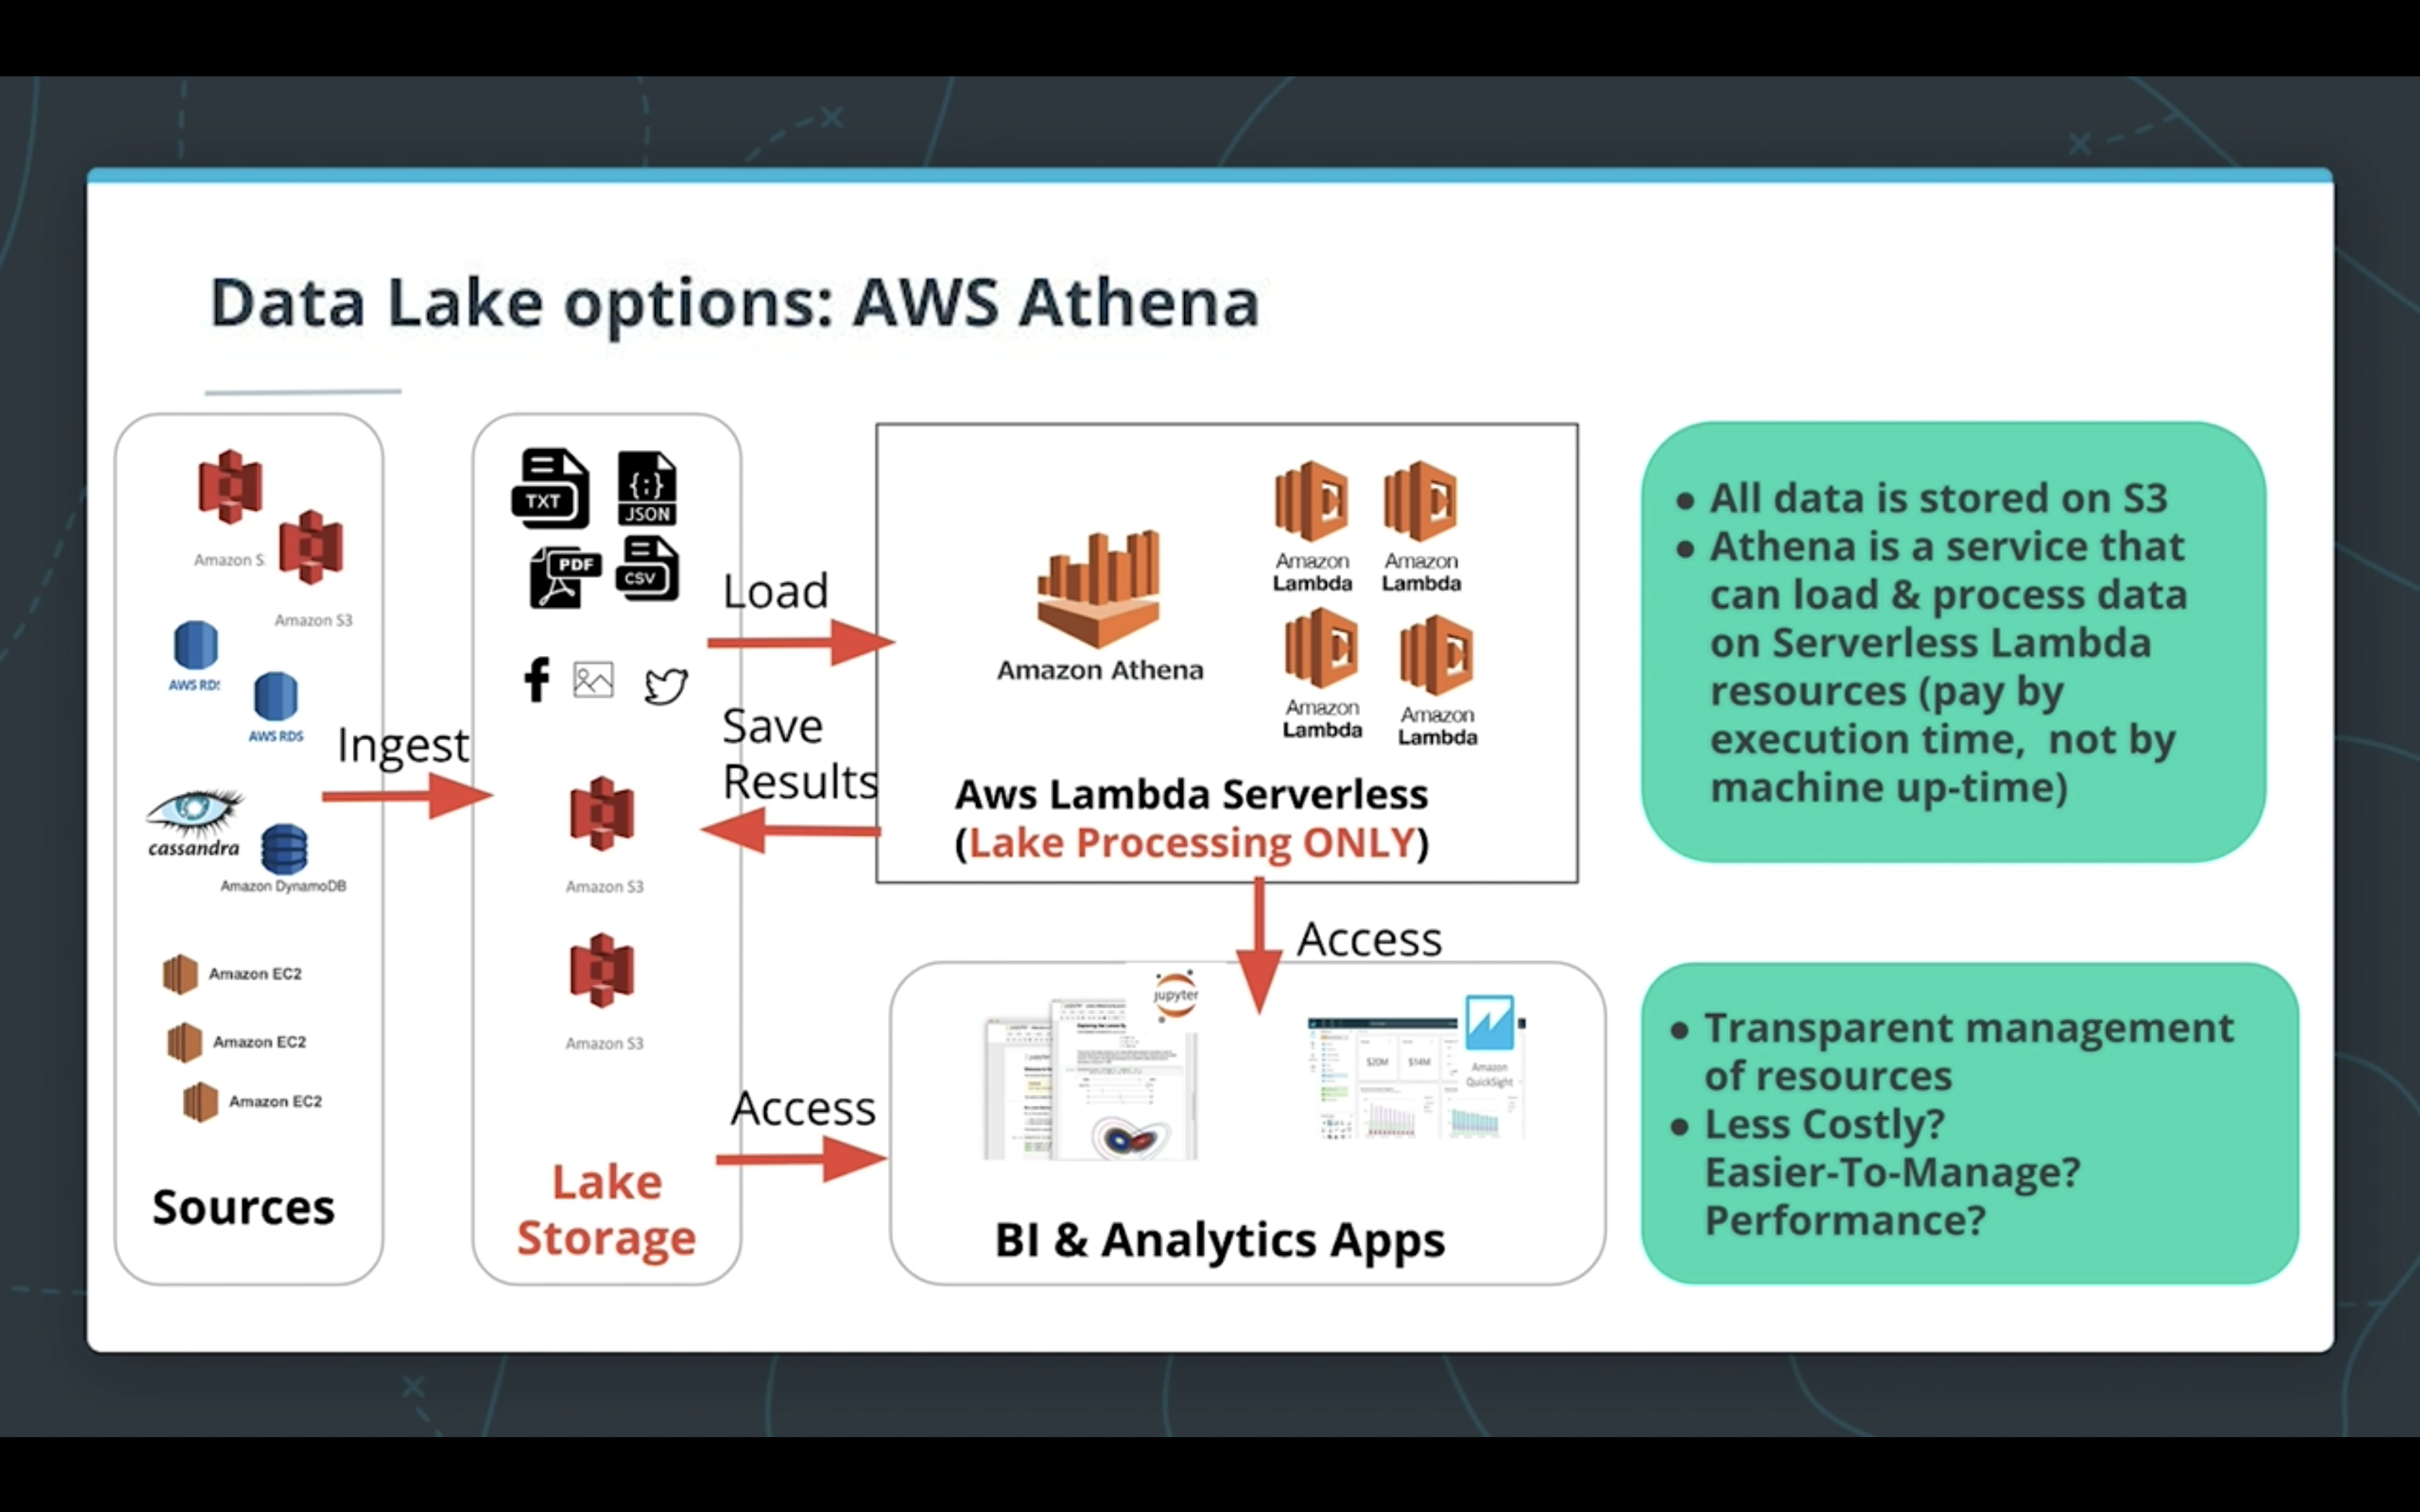 Data Lake options: AWS Athena
Amazon S
Amazon S3
AWS RDS
AWS RDS
cassandra
Amazon DynamoDB
Amazon EC2
Amazon EC2
Amazon EC2
Sources
Ingest
TXT
JSON
PDF
CSV
Amazon S3
Amazon S3
Lake
Storage
Load
Save
Results
Access
Amazon Athena
Amazon
Lambda
Amazon
Lambda
Amazon
Lambda
Amazon
Lambda
Aws Lambda Serverless
(Lake Processing ONLY)
Access
jupyter
$20M
$14M
Amazon
QuickSight
BI & Analytics Apps
● All data is stored on S3
● Athena is a service that
can load & process data
on Serverless Lambda
resources (pay by
execution time, not by
machine up-time)
● Transparent management
of resources
● Less Costly?
Easier-To-Manage?
Performance?